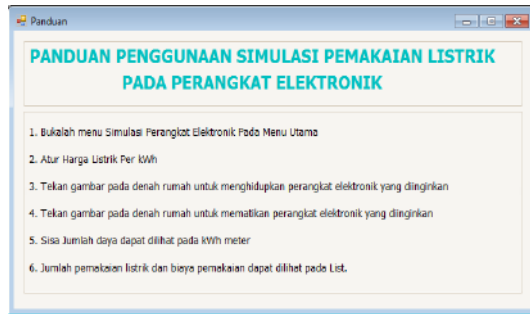 Panduan
PANDUAN PENGGUNAAN SIMULASI PEMAKAIAN LISTRIK
PADA PERANGKAT ELEKTRONIK
1. Bukalah menu Simulasi Perangkat Elektronik Pada Menu Utama
2. Atur Harga Listrik Per kWh
3. Tekan gambar pada denah rumah untuk menghidupkan perangkat elektronik yang diinginkan
4. Tekan gambar pada denah rumah untuk mematikan perangkat elektronik yang diinginkan
5. Sisa Jumlah daya dapat dilihat pada kWh meter
6. Jumlah pemakaian listrik dan biaya pemakaian dapat dilihat pada List.